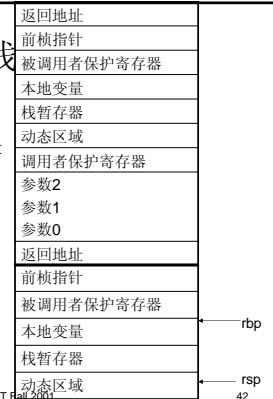 返回地址
前桢指针
栈
被调用者保护寄存器
本地变量
栈暂存器
动态区域
调用者保护寄存器
参数2
参数1
参数0
返回地址
前桢指针
被调用者保护寄存器
rbp
本地变量
栈暂存器
动态区域
rsp
T Fall 2001
42